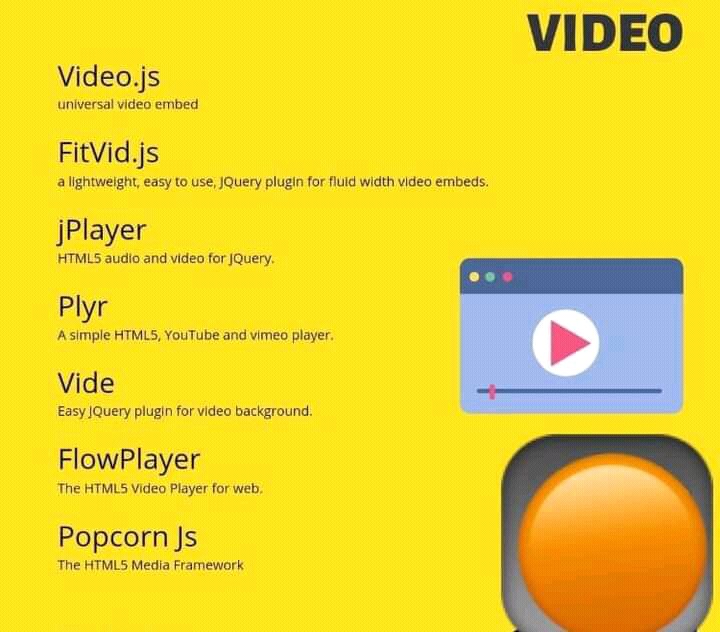 VIDEO
Video.js
universal video embed
FitVid.js
a lightweight, easy to use, JQuery plugin for fluid width video embeds.
jPlayer
HTML5 audio and video for JQuery.
Plyr
A simple HTML5, YouTube and vimeo player.
Vide
Easy JQuery plugin for video background.
FlowPlayer
The HTML5 Video Player for web.
Popcorn Js
The HTML5 Media Framework